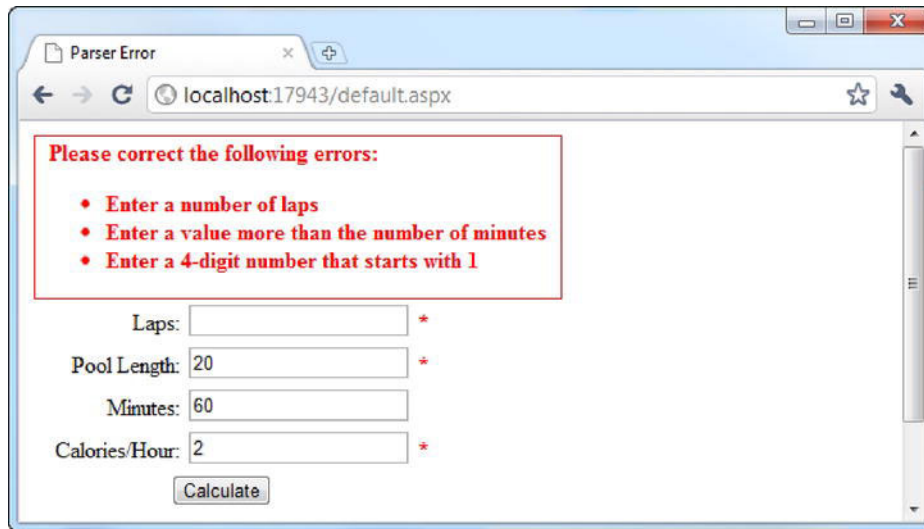 Parser Error
localhost:17943/default.aspx
Please correct the following errors:
• Enter a number of laps
• Enter a value more than the number of minutes
• Enter a 4-digit number that starts with 1
Laps: *
Pool Length: 20 *
Minutes: 60
Calories/Hour: 2 *
Calculate